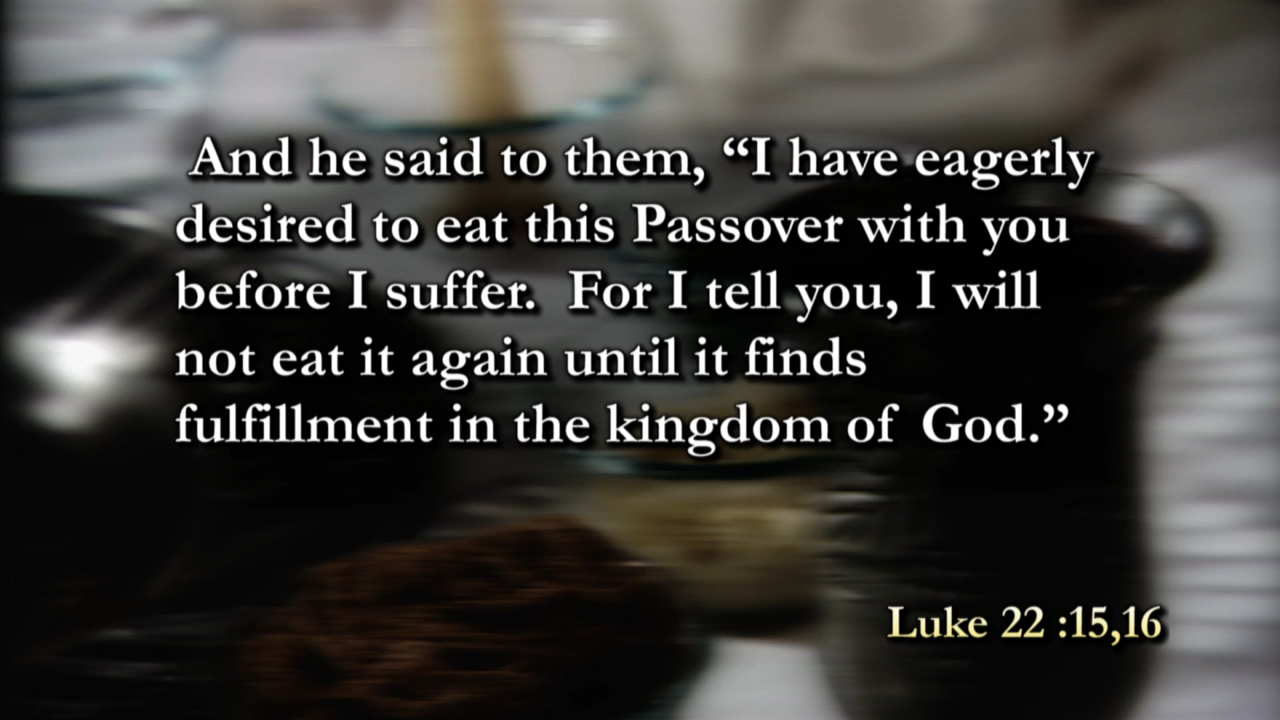 And he said to them, “I have eagerly
desired to eat this Passover with you
before I suffer.  For I tell you, I will
not eat it again until it finds
fulfillment in the kingdom of  God.”
Luke 22 :15,16